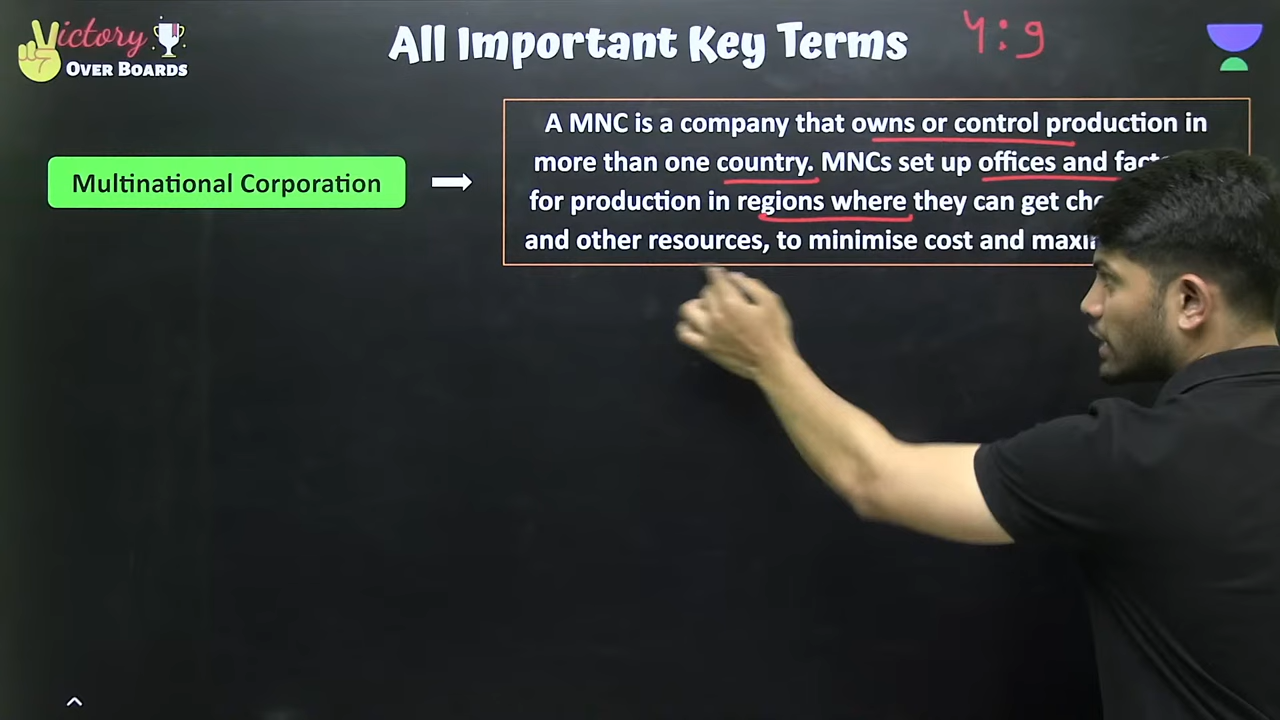 Victory
OVER BOARDS
All Important Key Terms
4:9
Multinational Corporation
A MNC is a company that owns or control production in
more than one country. MNCs set up offices and
for production in regions where they can get
and other resources, to minimise cost and